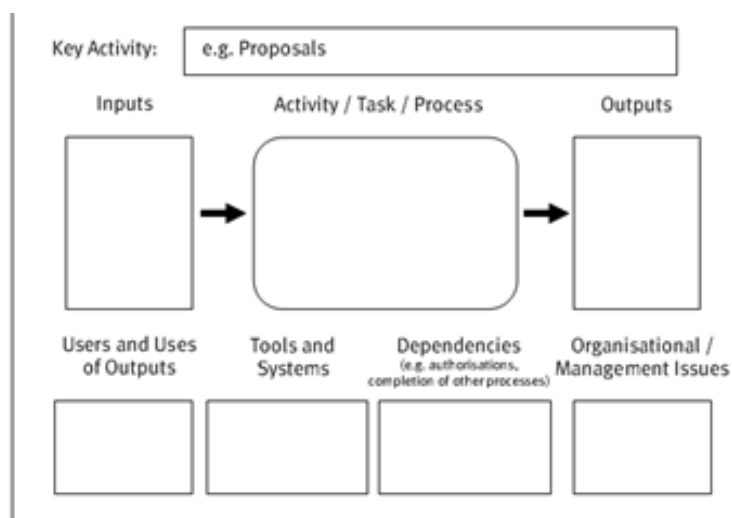 Key Activity: e.g. Proposals
Inputs Activity / Task / Process Outputs
Users and Uses
of Outputs
Tools and
Systems
Dependencies
(e.g. authorisations,
completion of other processes)
Organisational /
Management Issues